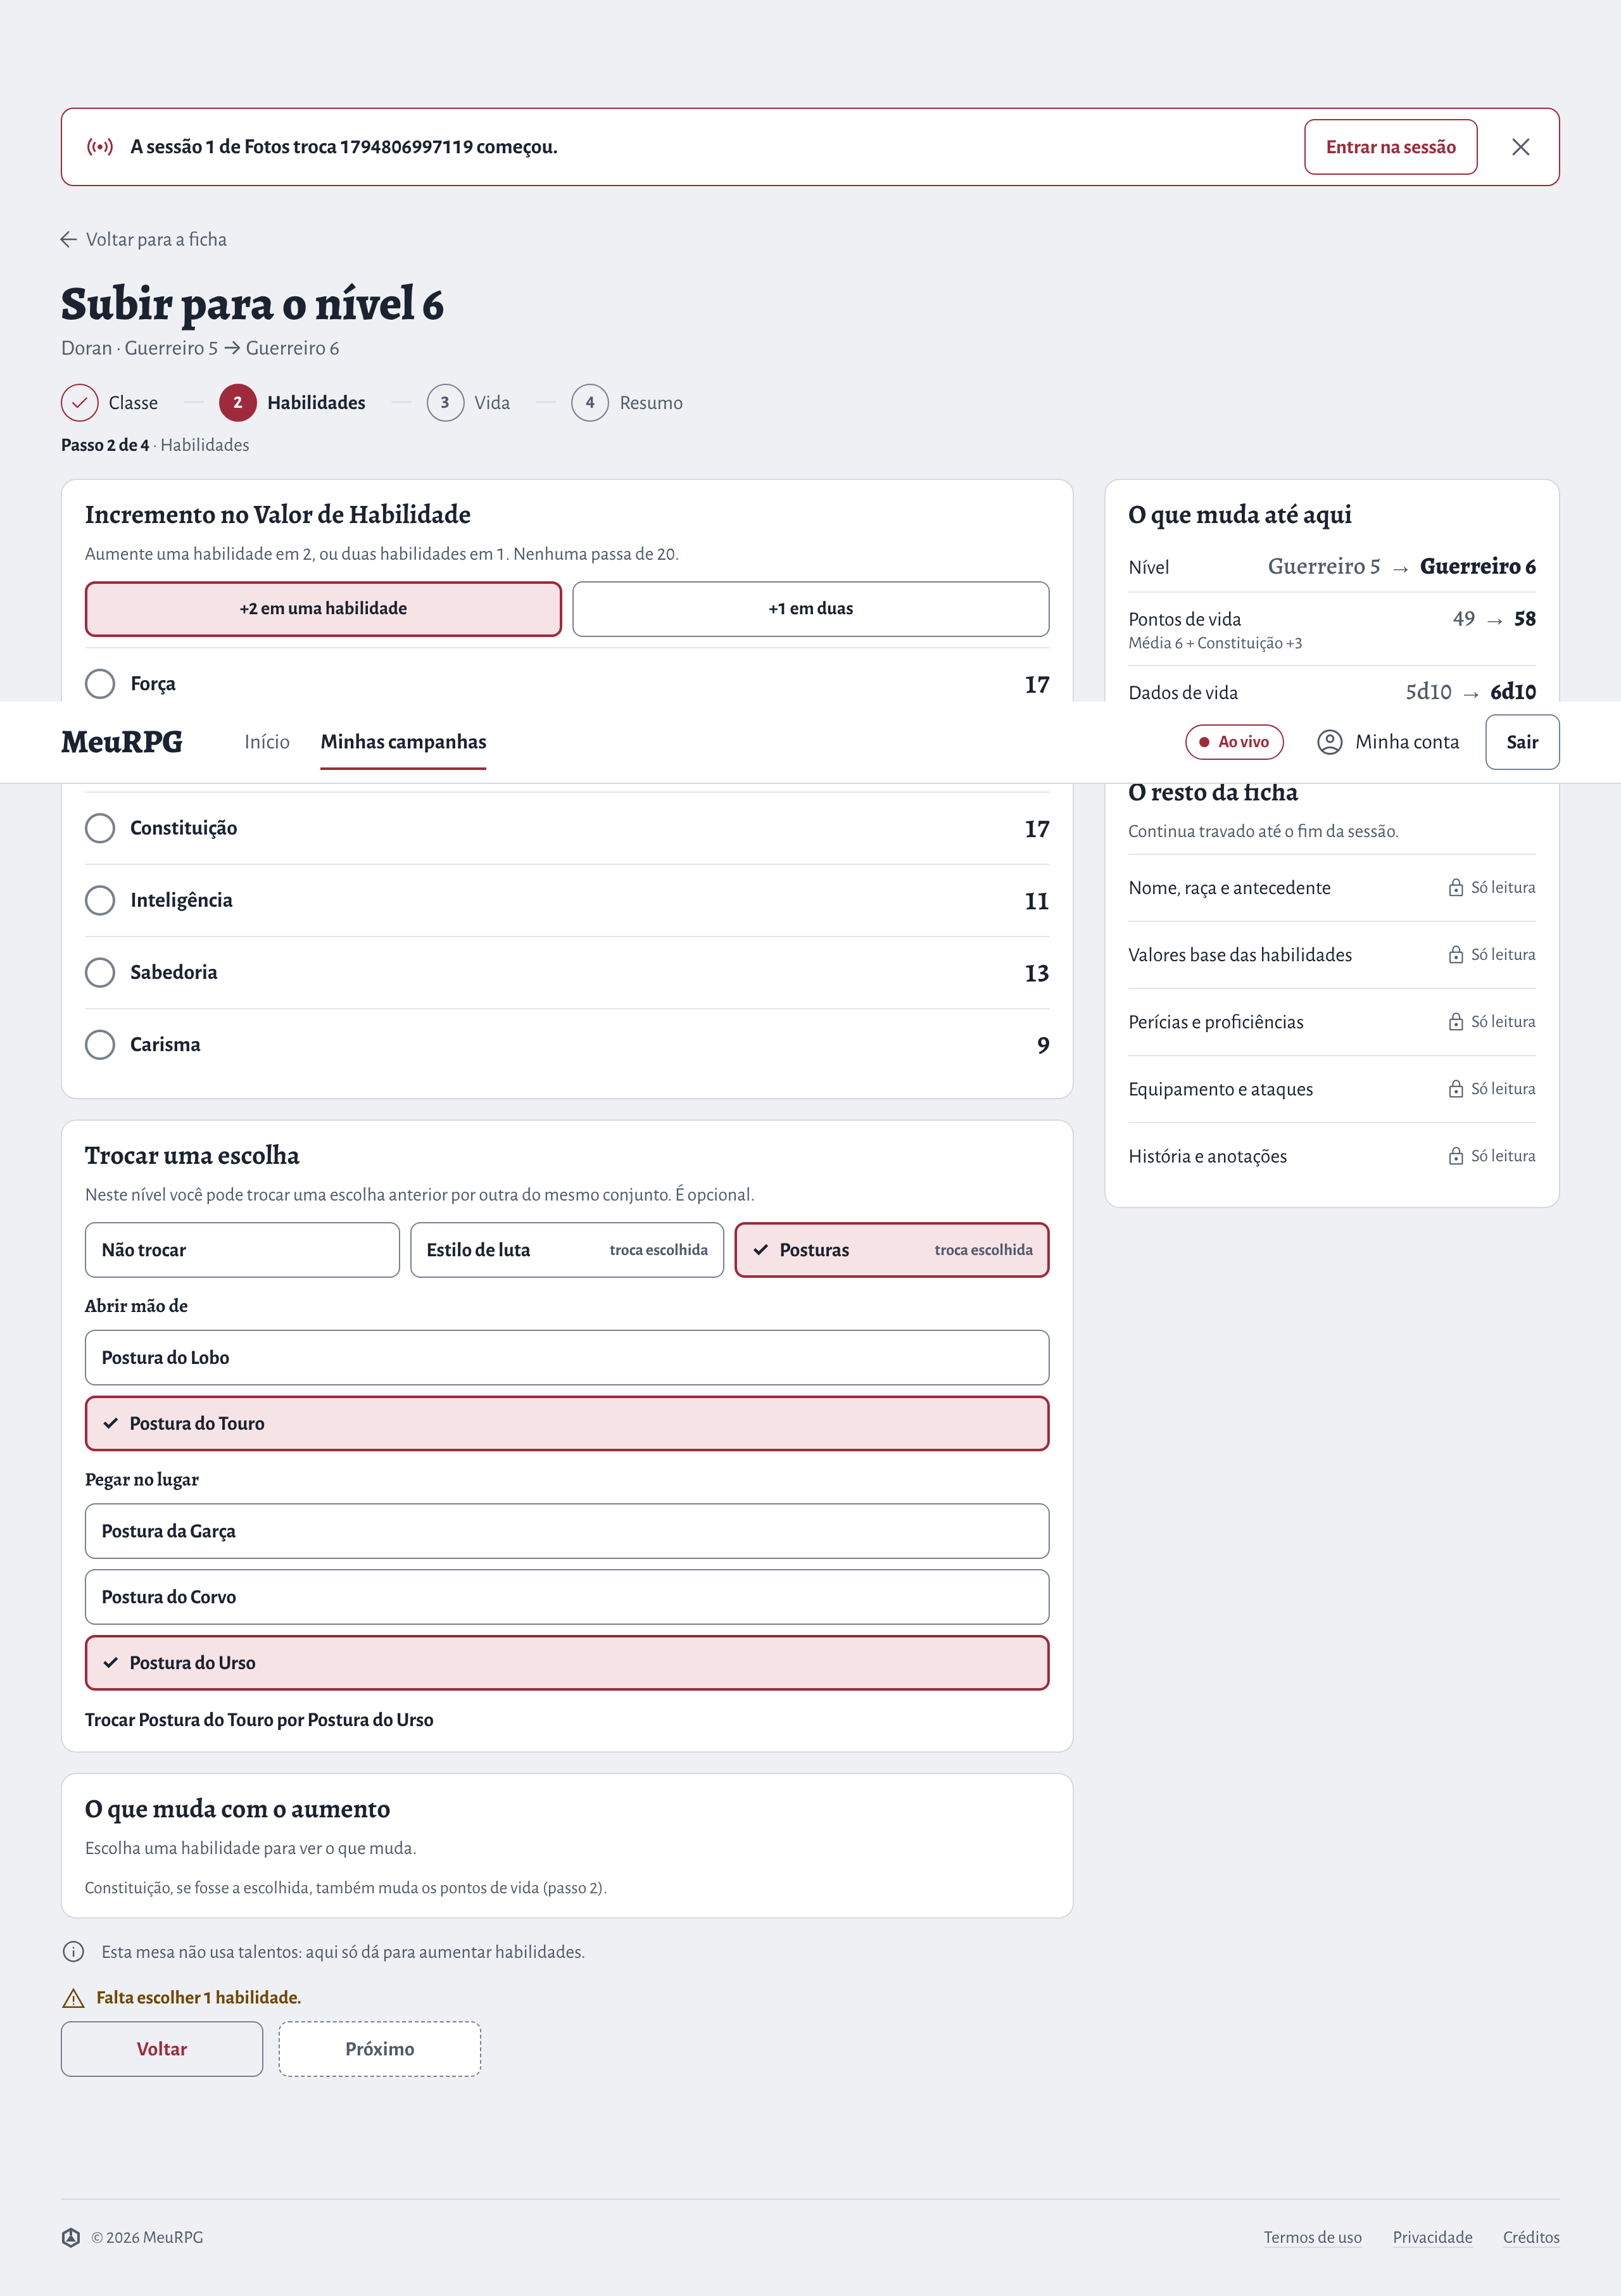 A sessão 1 de Fotos troca 1794806997119 começou.
Entrar na sessão
Voltar para a ficha
Subir para o nível 6
Doran · Guerreiro 5 → Guerreiro 6
Classe
2 Habilidades
3 Vida
4 Resumo
Passo 2 de 4 · Habilidades
Incremento no Valor de Habilidade
Aumente uma habilidade em 2, ou duas habilidades em 1. Nenhuma passa de 20.
+2 em uma habilidade
+1 em duas
Força 17
O que muda até aqui
Nível Guerreiro 5 → Guerreiro 6
Pontos de vida 49 → 58
Média 6 + Constituição +3
Dados de vida 5d10 → 6d10
MeuRPG
Início
Minhas campanhas
Ao vivo
Minha conta
Sair
Constituição 17
Inteligência 11
Sabedoria 13
Carisma 9
O resto da ficha
Continua travado até o fim da sessão.
Nome, raça e antecedente Só leitura
Valores base das habilidades Só leitura
Perícias e proficiências Só leitura
Equipamento e ataques Só leitura
História e anotações Só leitura
Trocar uma escolha
Neste nível você pode trocar uma escolha anterior por outra do mesmo conjunto. É opcional.
Não trocar
Estilo de luta troca escolhida
Posturas troca escolhida
Abrir mão de
Postura do Lobo
Postura do Touro
Pegar no lugar
Postura da Garça
Postura do Corvo
Postura do Urso
Trocar Postura do Touro por Postura do Urso
O que muda com o aumento
Escolha uma habilidade para ver o que muda.
Constituição, se fosse a escolhida, também muda os pontos de vida (passo 2).
Esta mesa não usa talentos: aqui só dá para aumentar habilidades.
Falta escolher 1 habilidade.
Voltar
Próximo
© 2026 MeuRPG
Termos de uso
Privacidade
Créditos